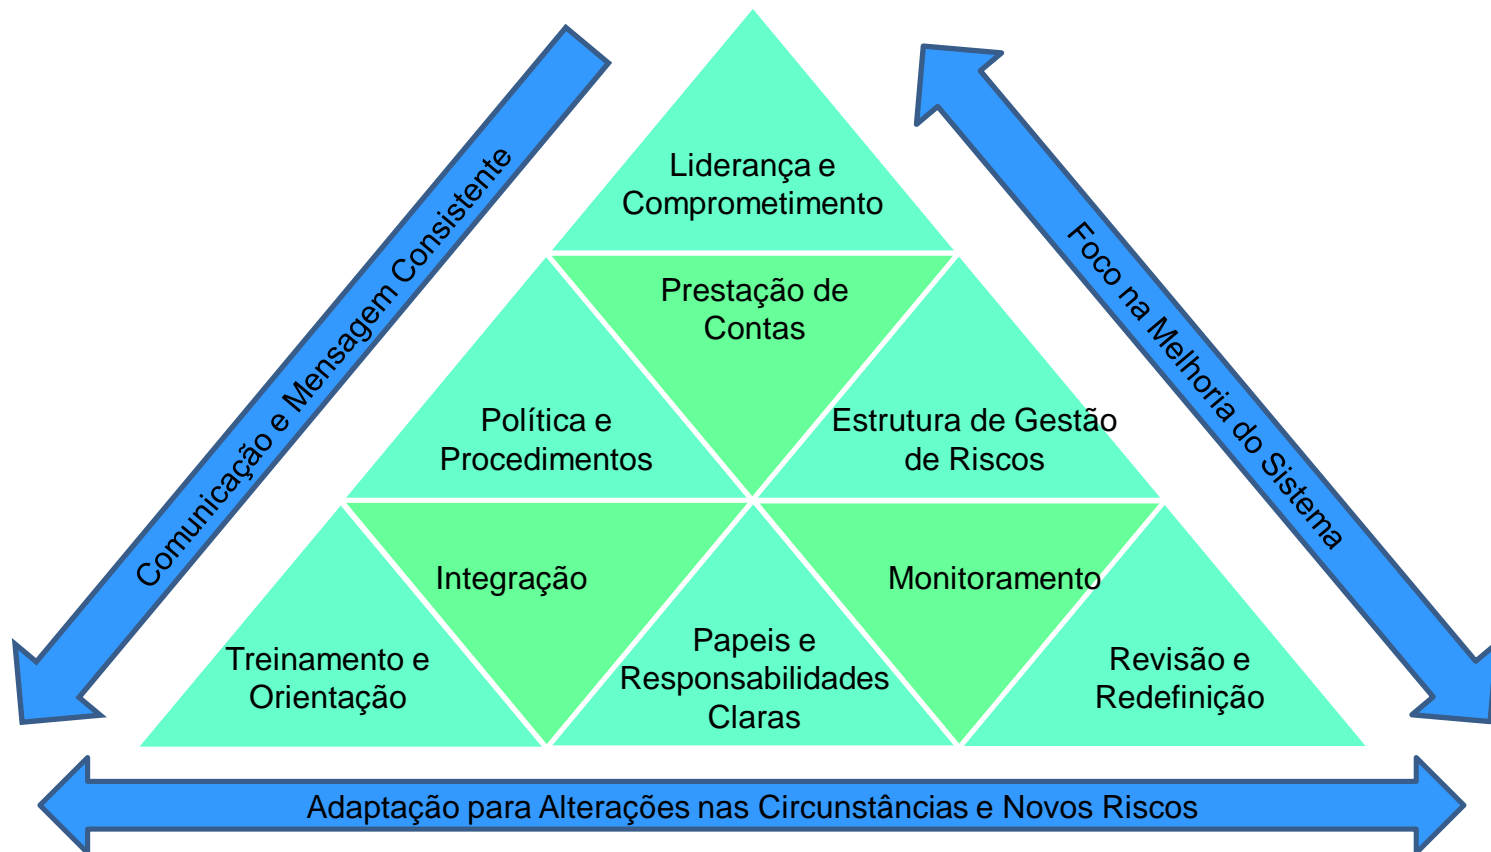 Liderança e
Comprometimento
Prestação de
Contas
Política e
Procedimentos
Estrutura de Gestão
de Riscos
Integração
Monitoramento
Treinamento e
Orientação
Papeis e
Responsabilidades
Claras
Revisão e
Redefinição
Comunicação e Mensagem Consistente
Foco na Melhoria do Sistema
Adaptação para Alterações nas Circunstâncias e Novos Riscos